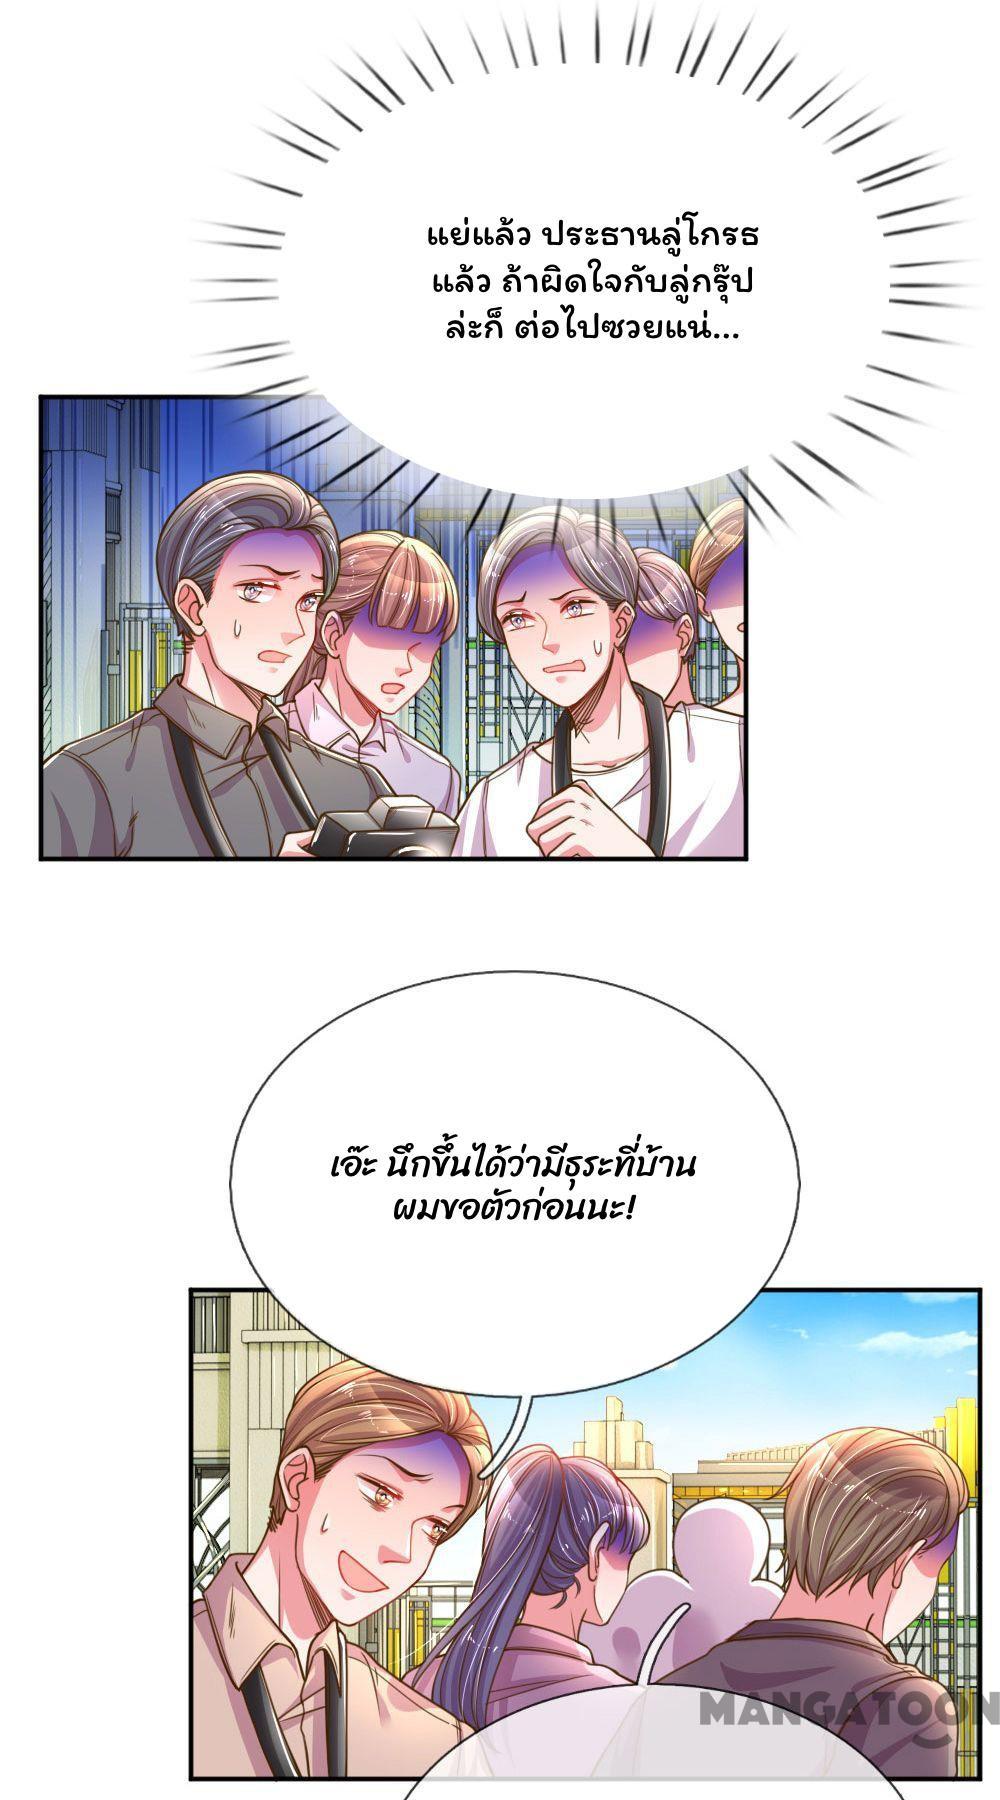 แย่แล้ว ประธานลู่โกรธ
แล้ว ถ้าผิดใจกับลู่กรุ๊ป
ล่ะก็ ต่อไปซวยแน่...
เอ๊ะ นึกขึ้นได้ว่ามีธุระที่บ้าน
ผมขอตัวก่อนนะ!
MANGATOON